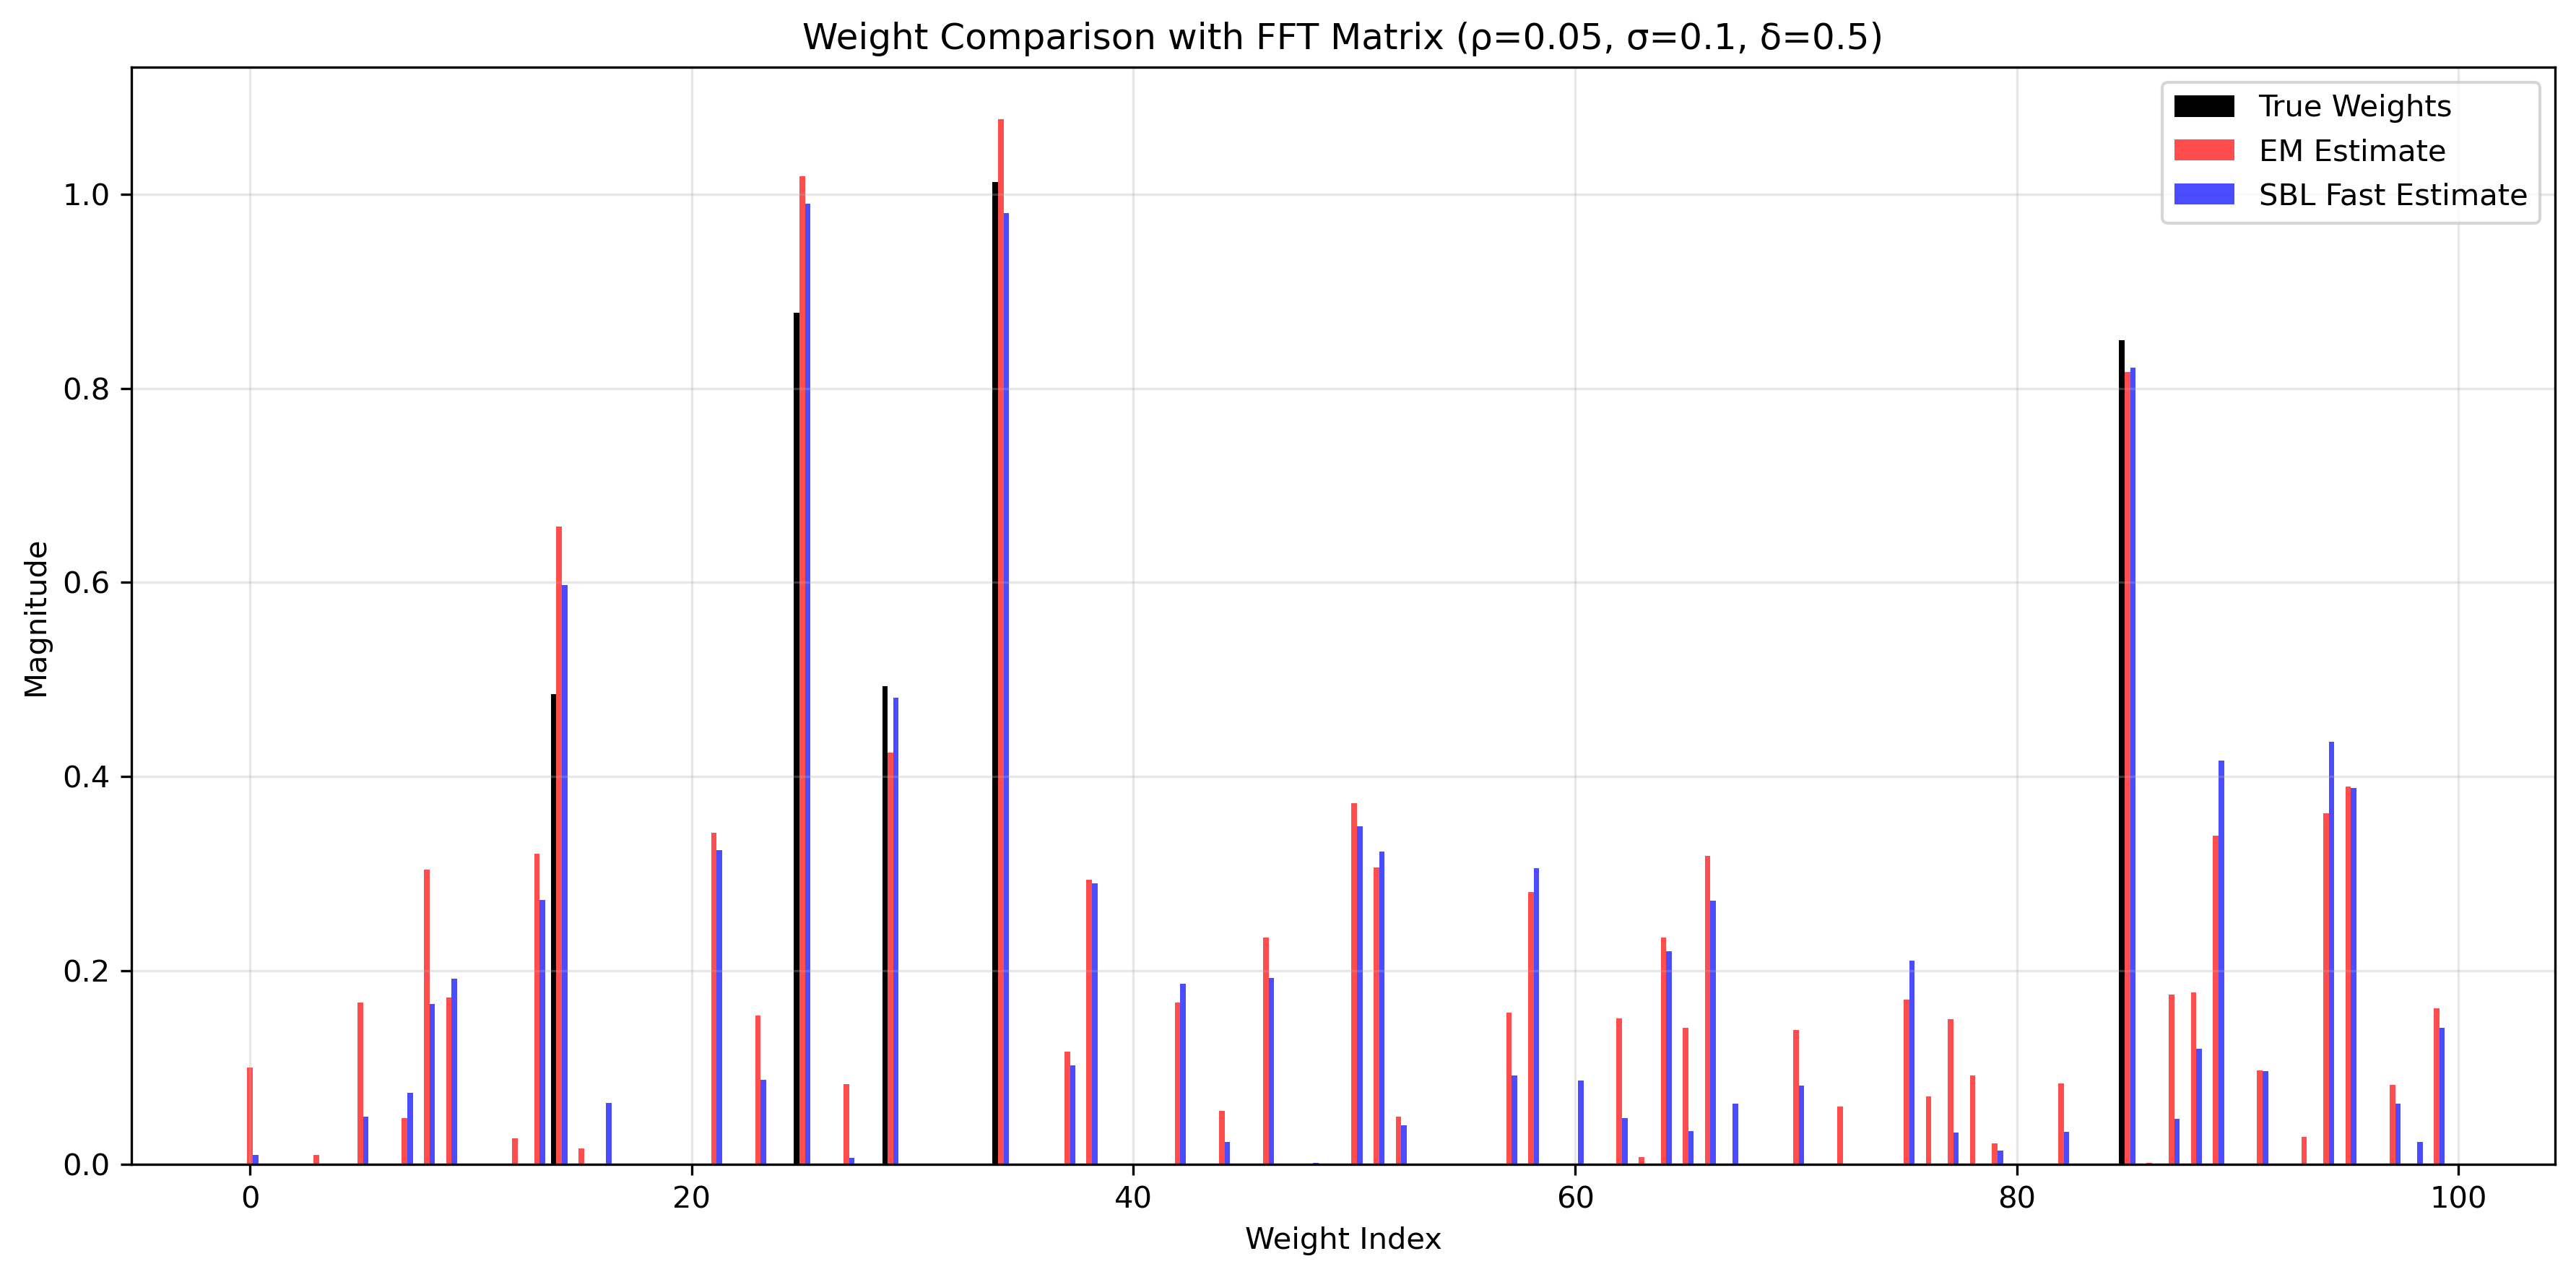 Weight Comparison with FFT Matrix (ρ=0.05, σ=0.1, δ=0.5)
True Weights
EM Estimate
SBL Fast Estimate
Magnitude
1.0
0.8
0.6
0.4
0.2
0.0
0 20 40 60 80 100
Weight Index